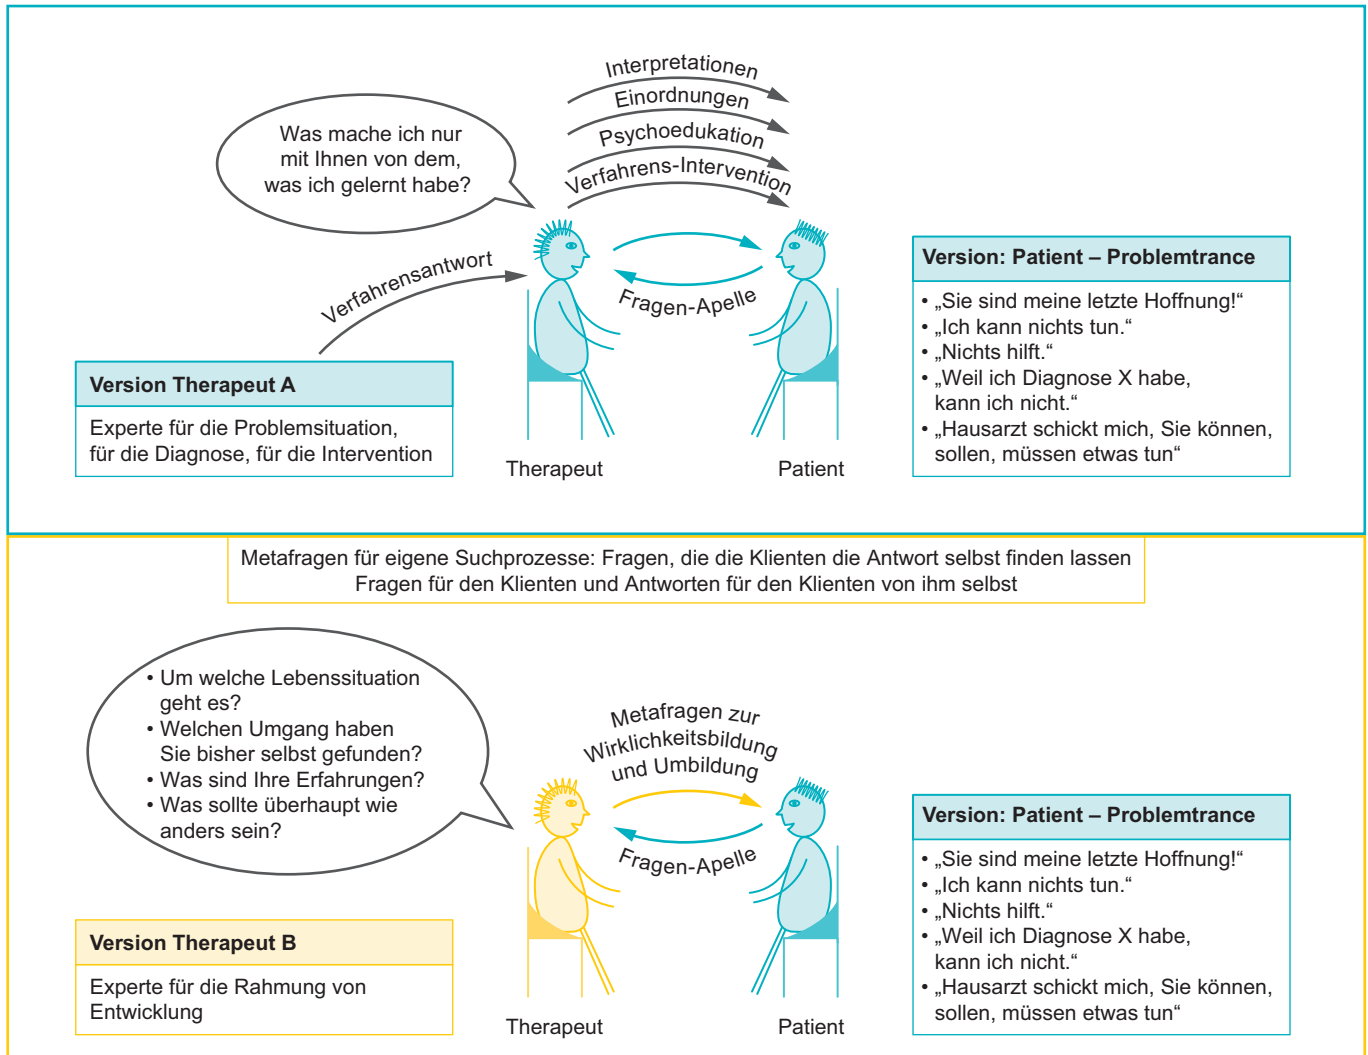 Interpretationen
Einordnungen
Psychoedukation
Verfahrens-Intervention
Was mache ich nur
mit Ihnen von dem,
was ich gelernt habe?
Verfahrensantwort
Fragen-Apelle
Version Therapeut A
Experte für die Problemsituation,
für die Diagnose, für die Intervention
Therapeut
Patient
Version: Patient – Problemtrance
• „Sie sind meine letzte Hoffnung!“
• „Ich kann nichts tun.“
• „Nichts hilft.“
• „Weil ich Diagnose X habe,
kann ich nicht.“
• „Hausarzt schickt mich, Sie können,
sollen, müssen etwas tun“
Metafragen für eigene Suchprozesse: Fragen, die die Klienten die Antwort selbst finden lassen
Fragen für den Klienten und Antworten für den Klienten von ihm selbst
• Um welche Lebenssituation
geht es?
• Welchen Umgang haben
Sie bisher selbst gefunden?
• Was sind Ihre Erfahrungen?
• Was sollte überhaupt wie
anders sein?
Metafragen zur
Wirklichkeitsbildung
und Umbildung
Fragen-Apelle
Version Therapeut B
Experte für die Rahmung von
Entwicklung
Therapeut
Patient
Version: Patient – Problemtrance
• „Sie sind meine letzte Hoffnung!“
• „Ich kann nichts tun.“
• „Nichts hilft.“
• „Weil ich Diagnose X habe,
kann ich nicht.“
• „Hausarzt schickt mich, Sie können,
sollen, müssen etwas tun“